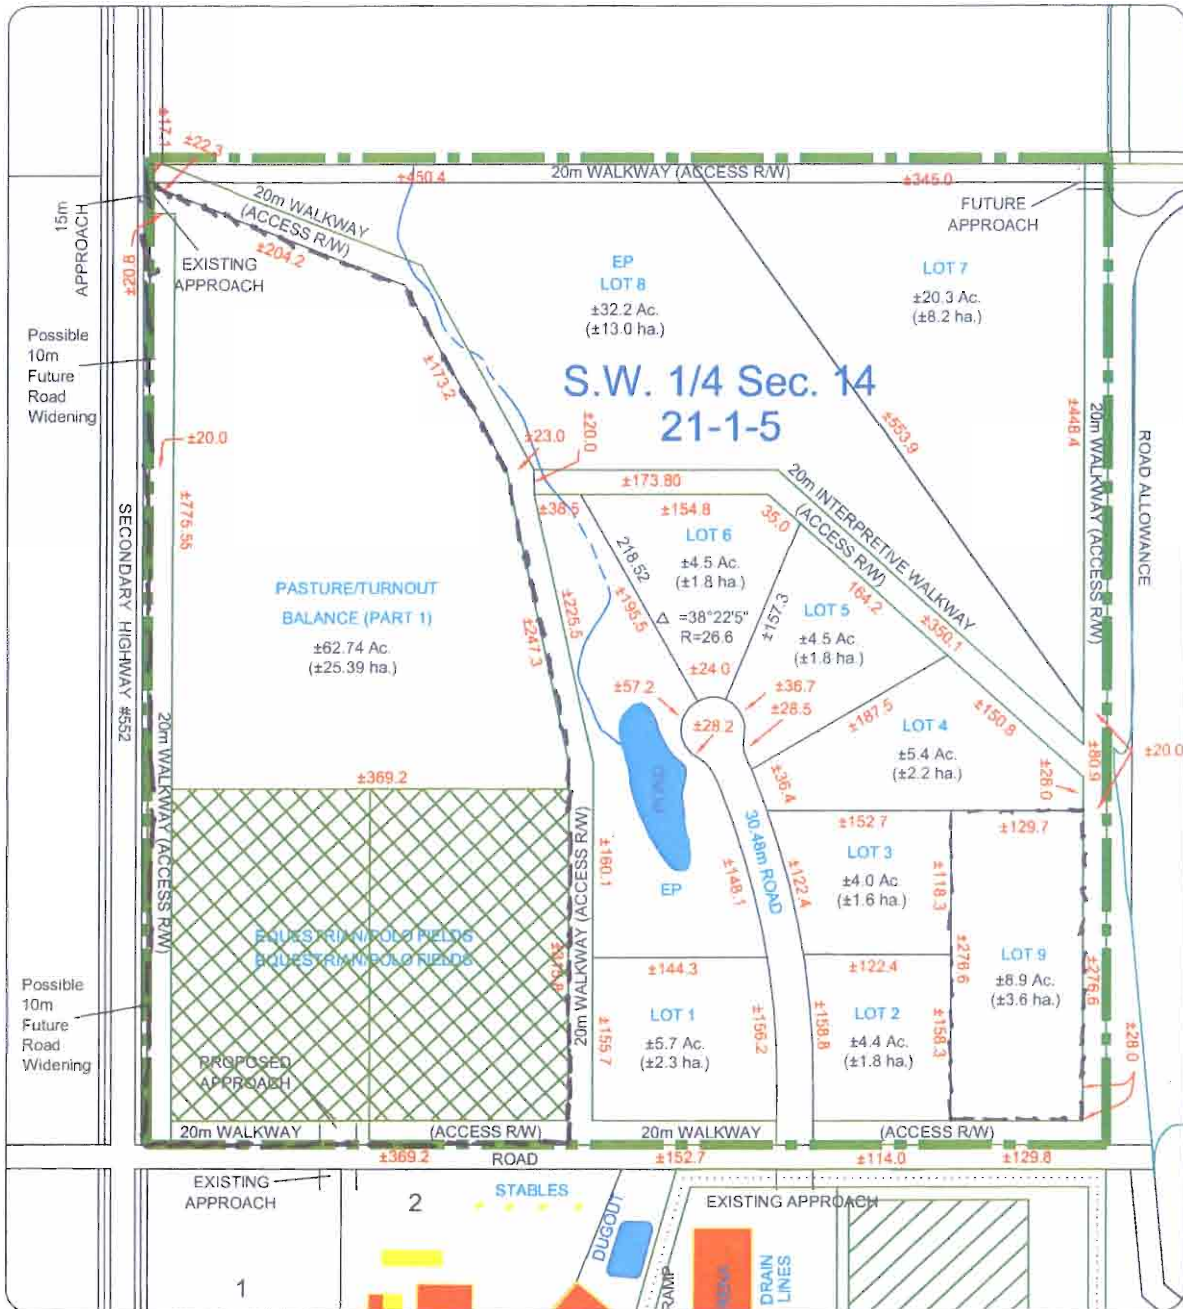 ±17.1
±22.3
±450.4
20m WALKWAY (ACCESS R/W)
±345.0
15m
APPROACH
±20.8
20m WALKWAY
(ACCESS R/W)
±204.2
EXISTING
APPROACH
FUTURE
APPROACH
EP
LOT 8
±32.2 Ac.
(±13.0 ha.)
LOT 7
±20.3 Ac.
(±8.2 ha.)
Possible
10m
Future
Road
Widening
±173.2
S.W. 1/4 Sec. 14
21-1-5
±553.9
±448.4
20m WALKWAY (ACCESS R/W)
ROAD ALLOWANCE
±20.0
±23.0
±20.0
±775.55
SECONDARY HIGHWAY #552
±173.80
±38.5
±154.8
35.0
20m INTERPRETIVE WALKWAY
(ACCESS R/W)
LOT 6
±4.5 Ac.
(±1.8 ha.)
218.52
±195.5
△ =38°22'5"
R=26.6
±157.3
LOT 5
±4.5 Ac.
(±1.8 ha.)
164.2
±350.1
PASTURE/TURNOUT
BALANCE (PART 1)
±62.74 Ac.
(±25.39 ha.)
±225.5
±247.3
±24.0
±57.2
±36.7
±28.5
±28.2
±187.5
±150.8
LOT 4
±5.4 Ac.
(±2.2 ha.)
±20.0
±80.9
±28.0
20m WALKWAY (ACCESS R/W)
±369.2
POND
±36.4
30.48m ROAD
±152.7
±129.7
LOT 3
±4.0 Ac.
(±1.6 ha.)
±118.3
±160.1
20m WALKWAY (ACCESS R/W)
EP
±148.1
±122.4
EQUESTRIAN/POLO FIELDS
EQUESTRIAN/POLO FIELDS
±144.3
±122.4
±276.6
LOT 9
±8.9 Ac.
(±3.6 ha.)
±276.6
Possible
10m
Future
Road
Widening
LOT 1
±5.7 Ac.
(±2.3 ha.)
±155.7
±156.2
±158.8
LOT 2
±4.4 Ac.
(±1.8 ha.)
±158.3
±28.0
PROPOSED
APPROACH
20m WALKWAY
(ACCESS R/W)
20m WALKWAY
(ACCESS R/W)
±369.2
ROAD
±152.7
±114.0
±129.8
EXISTING
APPROACH
2
STABLES
DUGOUT
EXISTING APPROACH
1
RAMP
DRAIN
LINES